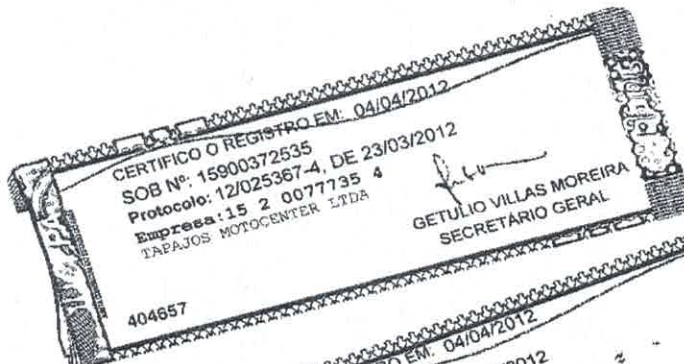 CERTIFICO O REGISTRO EM: 04/04/2012
SOB Nº: 15900372535
Protocolo: 12/025367-4, DE 23/03/2012
Empresa:15 2 0077735 4
TAPAJOS MOTOCENTER LTDA
GETULIO VILLAS MOREIRA
SECRETÁRIO GERAL
404657
EM: 04/04/2012
2012